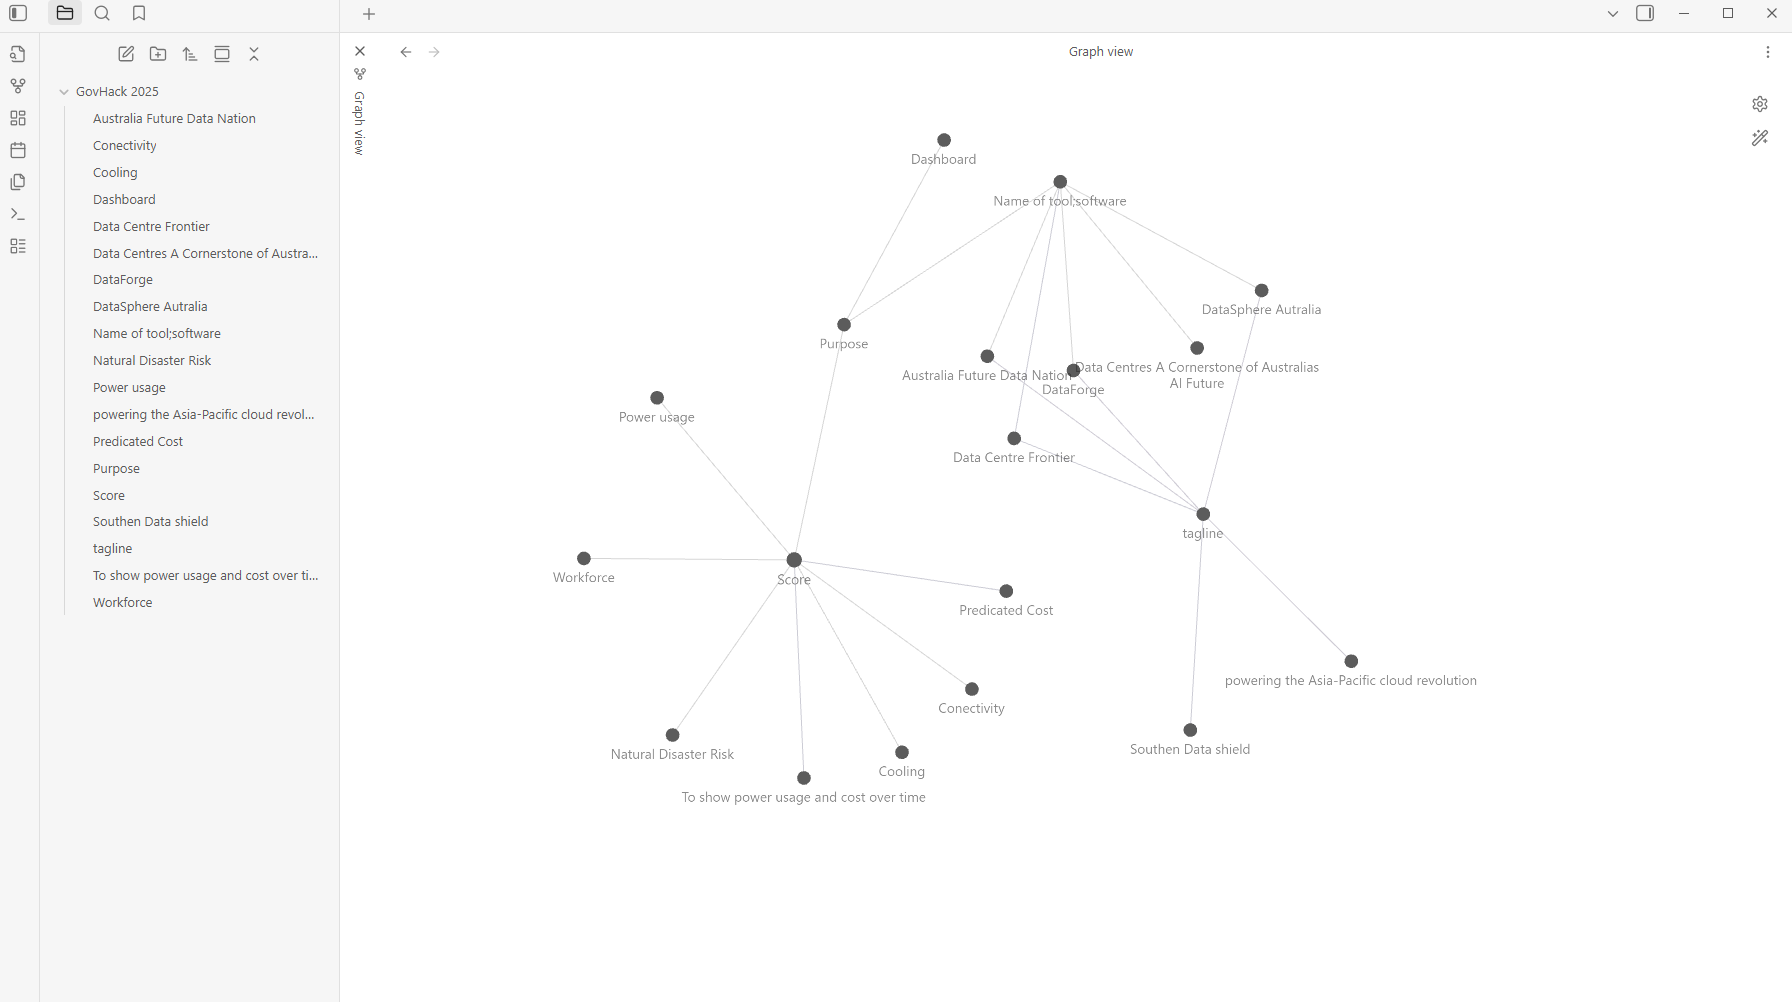 Graph view
Graph view
GovHack 2025
Australia Future Data Nation
Conectivity
Cooling
Dashboard
Data Centre Frontier
Data Centres A Cornerstone of Austra...
DataForge
DataSphere Autralia
Name of tool;software
Natural Disaster Risk
Power usage
powering the Asia-Pacific cloud revol...
Predicated Cost
Purpose
Score
Southen Data shield
tagline
To show power usage and cost over ti...
Workforce
Dashboard
Name of tool;software
DataSphere Autralia
Purpose
Australia Future Data Nation
Data Centres A Cornerstone of Australias
AI Future
DataForge
Power usage
Data Centre Frontier
tagline
Workforce
Score
Predicated Cost
powering the Asia-Pacific cloud revolution
Conectivity
Southen Data shield
Natural Disaster Risk
Cooling
To show power usage and cost over time